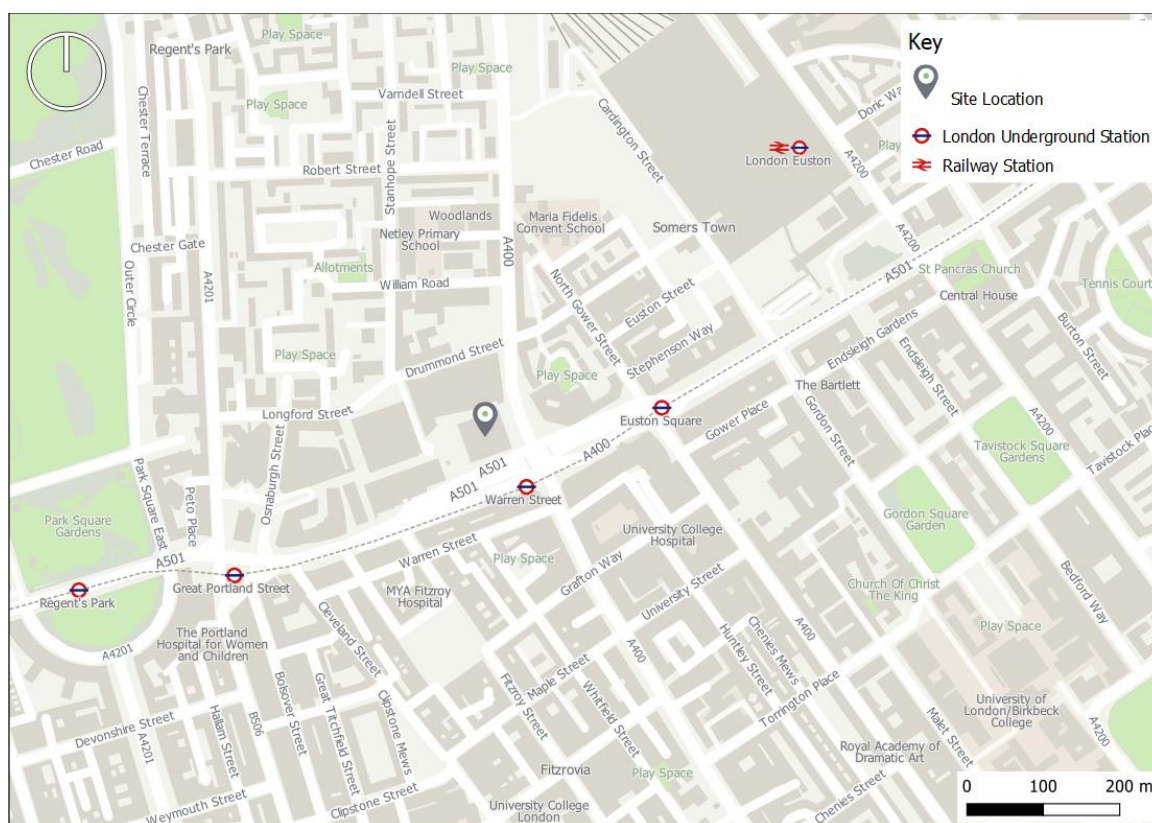 Regent's Park
Play Space
Play Space
Play Space
Varndell Street
Chester Terrace
Chester Road
Stanhope Street
Robert Street
Cardington Street
Doric Wa
A4200
London Euston
Play
Key
Site Location
London Underground Station
Railway Station
Woodlands
Netley Primary
School
Maria Fidelis
Convent School
Somers Town
A400
A4200
A501
Chester Gate
Outer Circle
A4201
Allotments
William Road
North Gower Street
Euston Street
St Pancras Church
Central House
Tennis Court
Play Space
Drummond Street
Play Space
Stephenson Way
Endsleigh Gardens
Endsleigh Street
Burton Street
The Bartlett
Longford Street
Euston Square
Gower Place
Gordon Street
A4200
Tavistock Square
Gardens
Tavistock Place
Osnaburgh Street
A501
A501
A400
Warren Street
Park Square East
Peto Place
Park Square
Gardens
A501
Regent's Park
Great Portland Street
Warren Street
Play Space
University College
Hospital
Gordon Square
Garden
MYA Fitzroy
Hospital
Grafton Way
University Street
Church Of Christ
The King
Bedford Way
Play Space
A4201
The Portland
Hospital for Women
and Children
Cleveland Street
Maple Street
A400
Huntley Street
Chenies Mews
A400
Torrington Place
Devonshire Street
A4201
Hallam Street
B506
Bolsover Street
Great Titchfield Street
Clipstone Mews
Fitzroy Street
Whitfield Street
Malet Street
University of
London/Birkbeck
College
A4200
Royal Academy of
Dramatic Art
Chenies Street
Weymouth Street
Clipstone Street
Fitzrovia
University College
London
Play Space
0 100 200 m